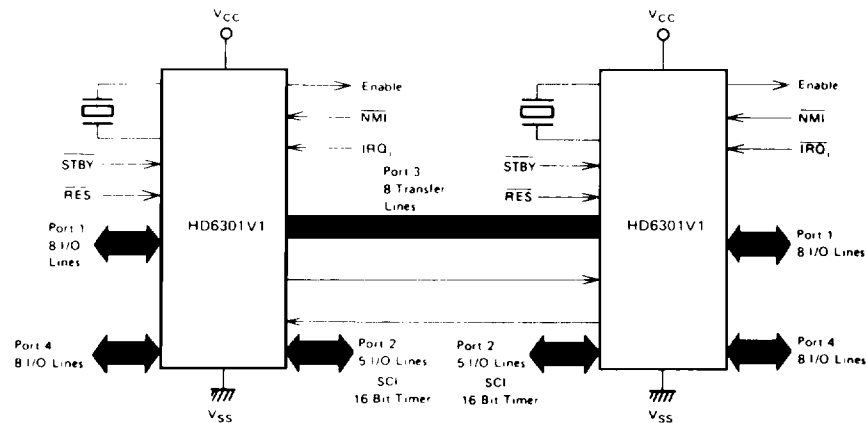 VCC
VCC
Enable
NMI
IRQ1
STBY
RES
Port 3
8 Transfer
Lines
HD6301V1
Port 1
8 I/O
Lines
Port 4
8 I/O Lines
Port 2
5 I/O Lines
SCI
16 Bit Timer
VSS
Enable
NMI
IRQ1
STBY
RES
HD6301V1
Port 1
8 I/O Lines
Port 2
5 I/O Lines
SCI
16 Bit Timer
Port 4
8 I/O Lines
VSS